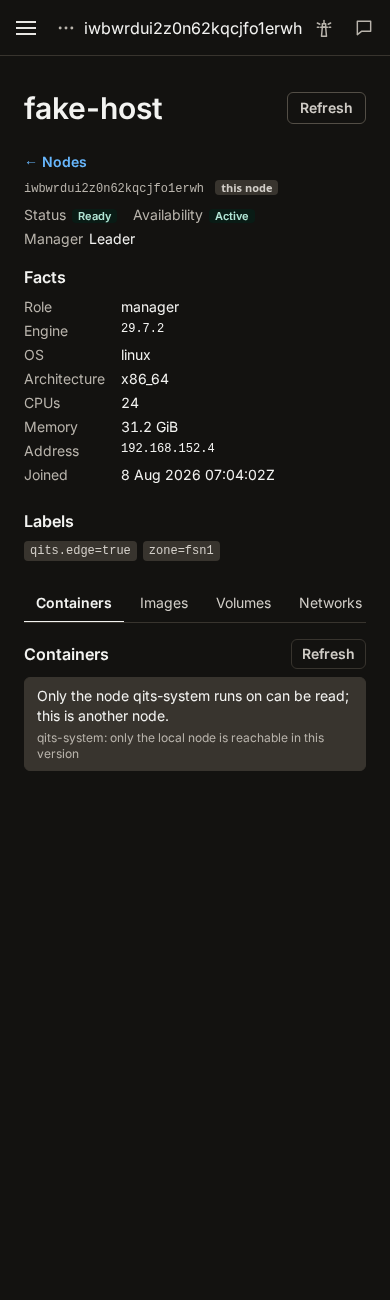 iwbwrdui2z0n62kqcjfo1erwh
fake-host
Refresh
← Nodes
iwbwrdui2z0n62kqcjfo1erwh this node
Status Ready Availability Active
Manager Leader
Facts
Role manager
Engine 29.7.2
OS linux
Architecture x86_64
CPUs 24
Memory 31.2 GiB
Address 192.168.152.4
Joined 8 Aug 2026 07:04:02Z
Labels
qits.edge=true zone=fsn1
Containers Images Volumes Networks
Containers Refresh
Only the node qits-system runs on can be read;
this is another node.
qits-system: only the local node is reachable in this
version